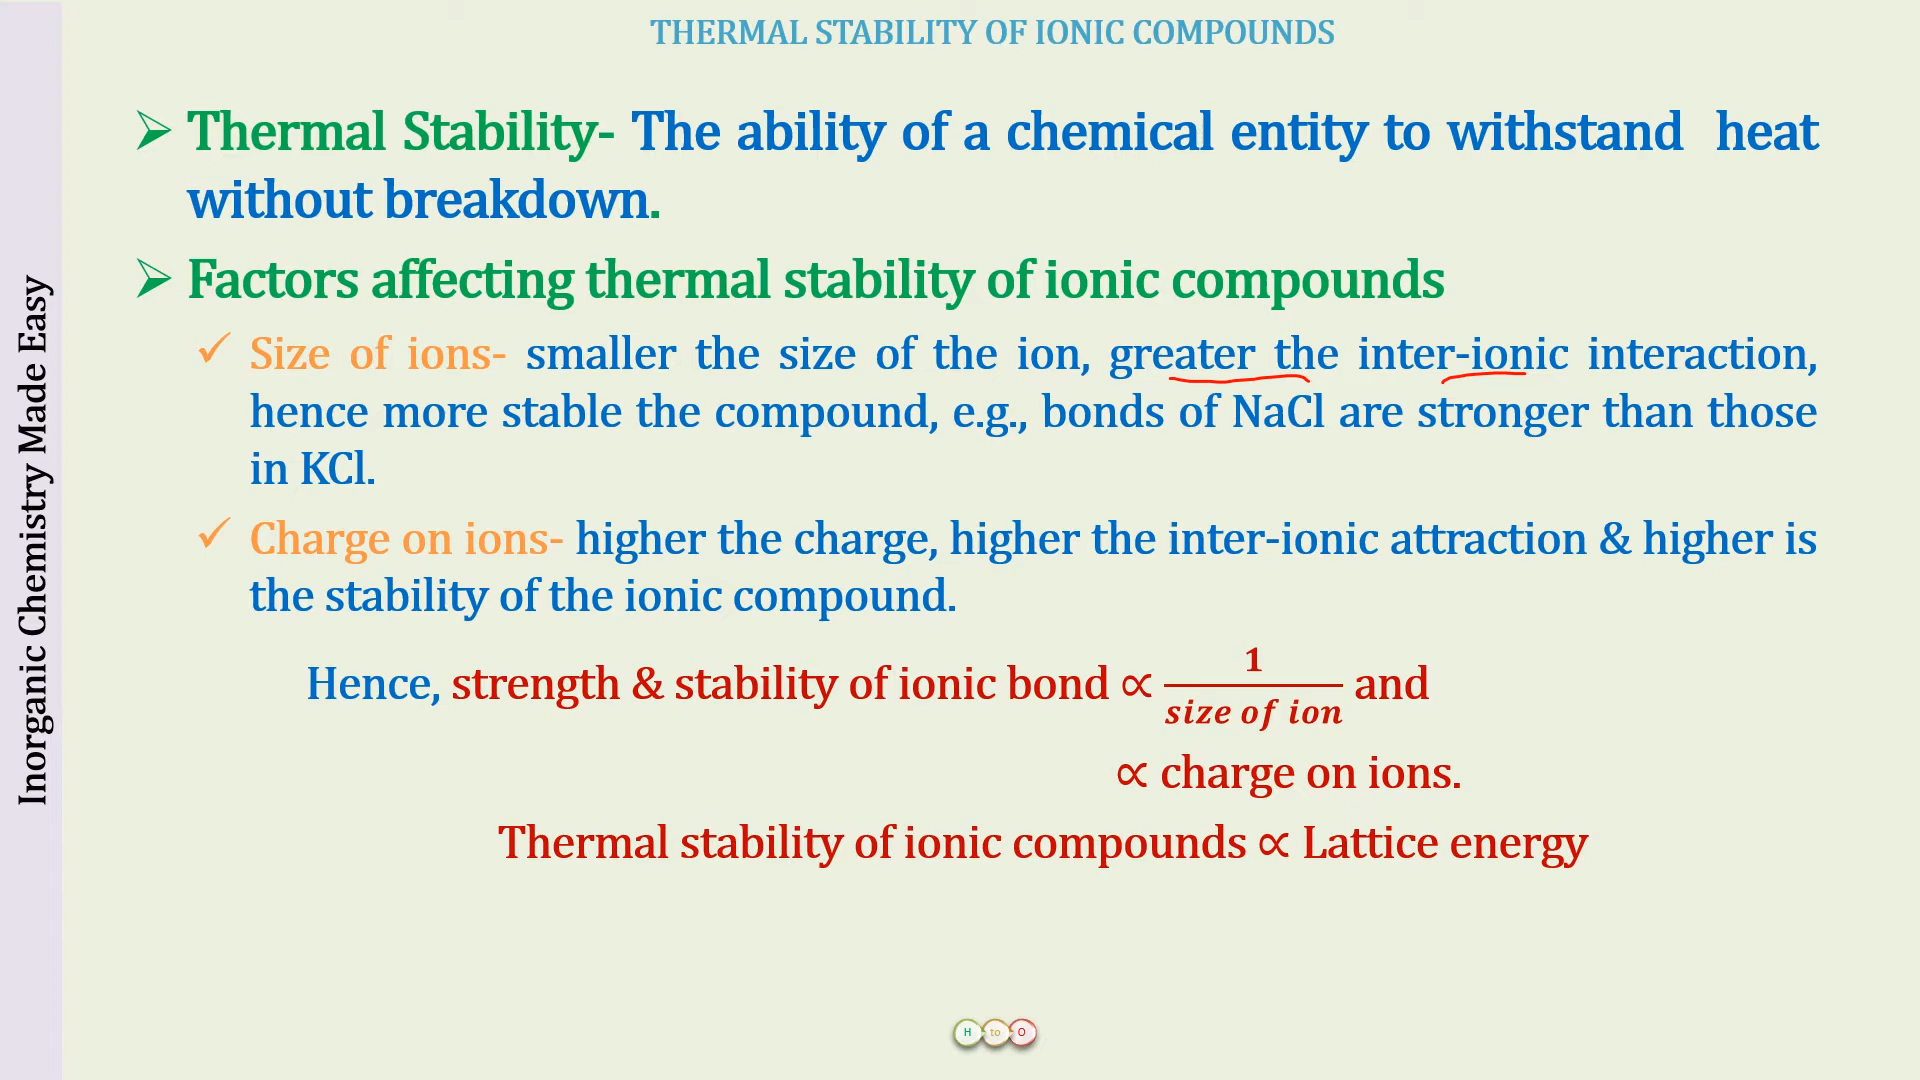 THERMAL STABILITY OF IONIC COMPOUNDS
Inorganic Chemistry Made Easy
➢ Thermal Stability- The ability of a chemical entity to withstand heat
without breakdown.
➢ Factors affecting thermal stability of ionic compounds
✓ Size of ions- smaller the size of the ion, greater the inter-ionic interaction,
hence more stable the compound, e.g., bonds of NaCl are stronger than those
in KCl.
✓ Charge on ions- higher the charge, higher the inter-ionic attraction & higher is
the stability of the ionic compound.
Hence, strength & stability of ionic bond ∝ 1/size of ion and
∝ charge on ions.
Thermal stability of ionic compounds ∝ Lattice energy
H to O